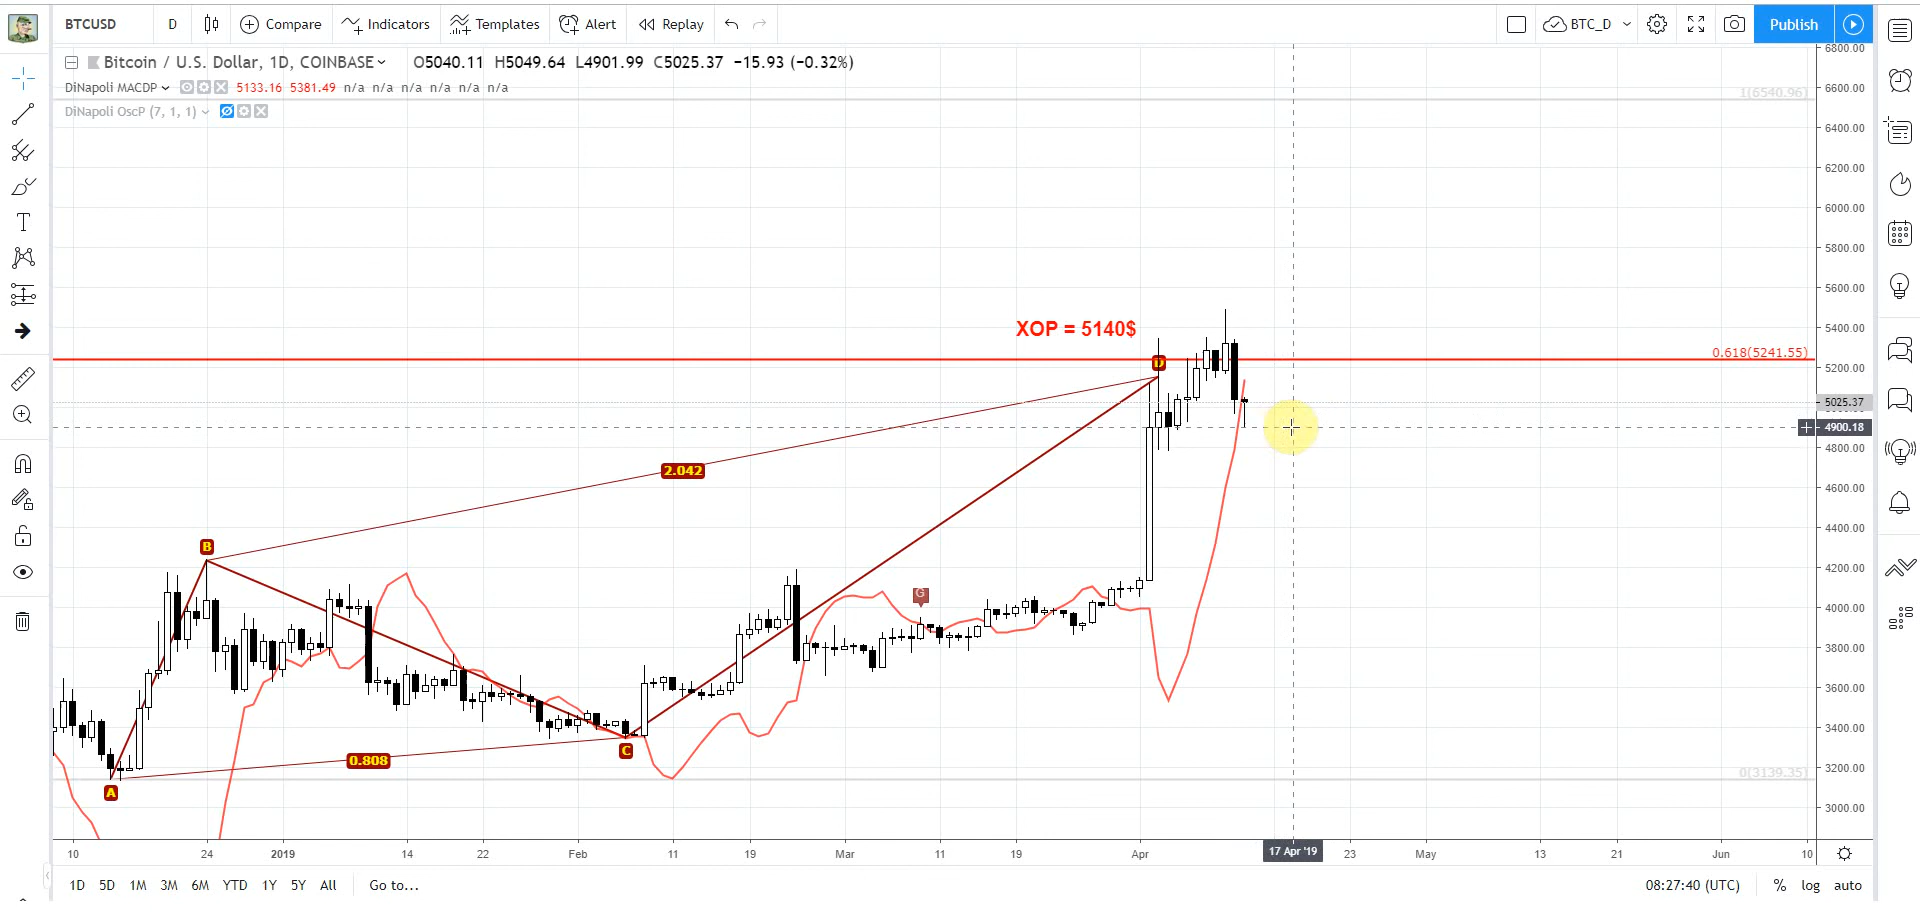 BTCUSD D Compare Indicators Templates Alert Replay BTC_D Publish
Bitcoin / U.S. Dollar, 1D, COINBASE O5040.11 H5049.64 L4901.99 C5025.37 −15.93 (−0.32%)
DiNapoli MACDP 5133.16 5381.49 n/a n/a n/a n/a n/a n/a
DiNapoli OscP (7, 1, 1)
1(6540.96)
XOP = 5140$
0.618(5241.55)
D
2.042
B
G
C
0.808
0(3139.35)
A
6800.00
6600.00
6400.00
6200.00
6000.00
5800.00
5600.00
5400.00
5200.00
5025.37
4900.18
4800.00
4600.00
4400.00
4200.00
4000.00
3800.00
3600.00
3400.00
3200.00
3000.00
10 24 2019 14 22 Feb 11 19 Mar 11 19 Apr 17 Apr '19 23 May 13 21 Jun 10
1D 5D 1M 3M 6M YTD 1Y 5Y All Go to... 08:27:40 (UTC) % log auto